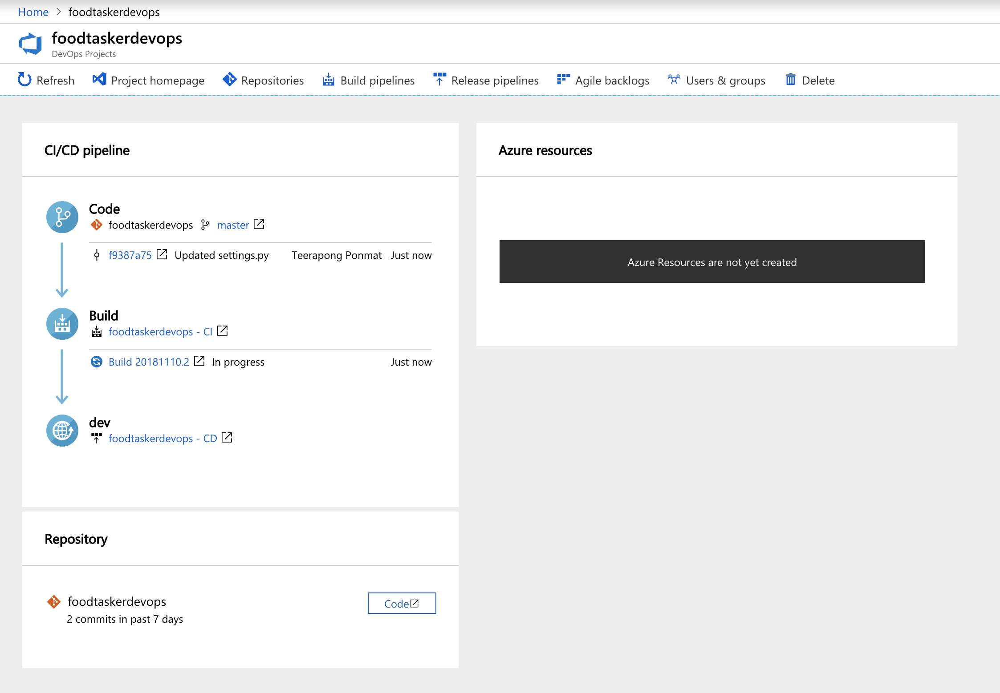 Home > foodtaskerdevops
foodtaskerdevops
DevOps Projects
Refresh Project homepage Repositories Build pipelines Release pipelines Agile backlogs Users & groups Delete
CI/CD pipeline
Code
foodtaskerdevops master
f9387a75 Updated settings.py Teerapong Ponmat Just now
Build
foodtaskerdevops - CI
Build 20181110.2 In progress Just now
dev
foodtaskerdevops - CD
Azure resources
Azure Resources are not yet created
Repository
foodtaskerdevops
2 commits in past 7 days
Code